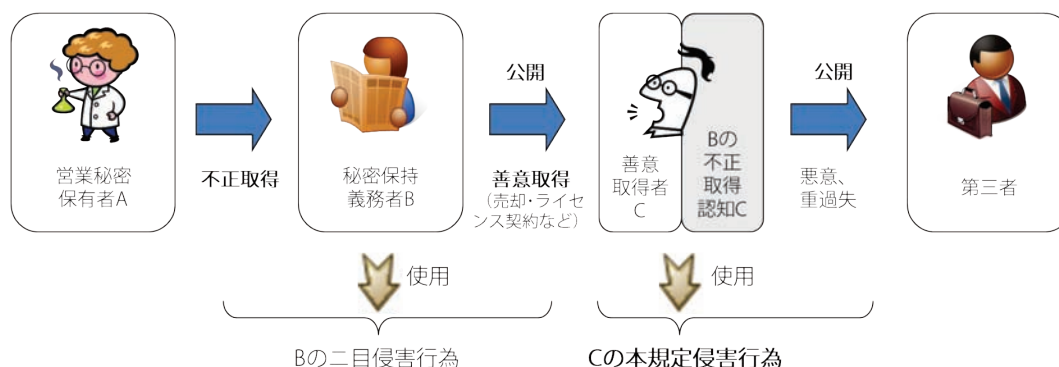 営業秘密
保有者A
不正取得
秘密保持
義務者B
公開
善意取得
（売却・ライセ
ンス契約など）
善意
取得者
C
Bの
不正
取得
認知C
公開
悪意、
重過失
第三者
使用
使用
Bの二目侵害行為
Cの本規定侵害行為